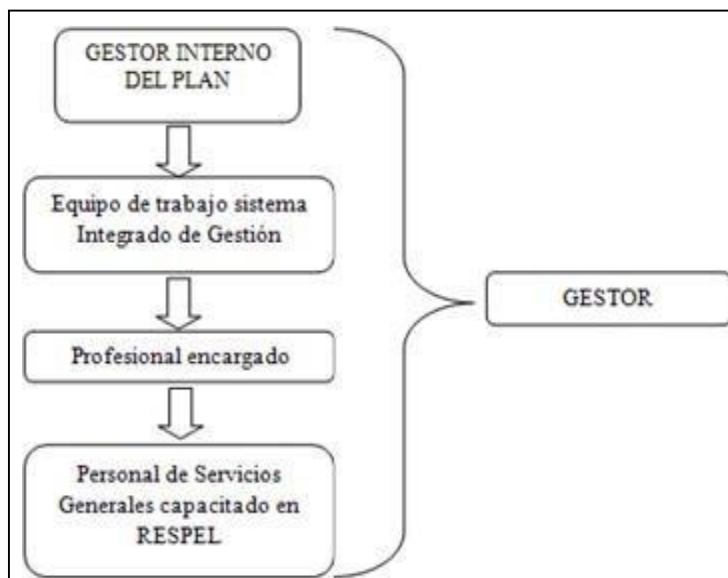 GESTOR INTERNO
DEL PLAN
Equipo de trabajo sistema
Integrado de Gestión
Profesional encargado
Personal de Servicios
Generales capacitado en
RESPEL
GESTOR